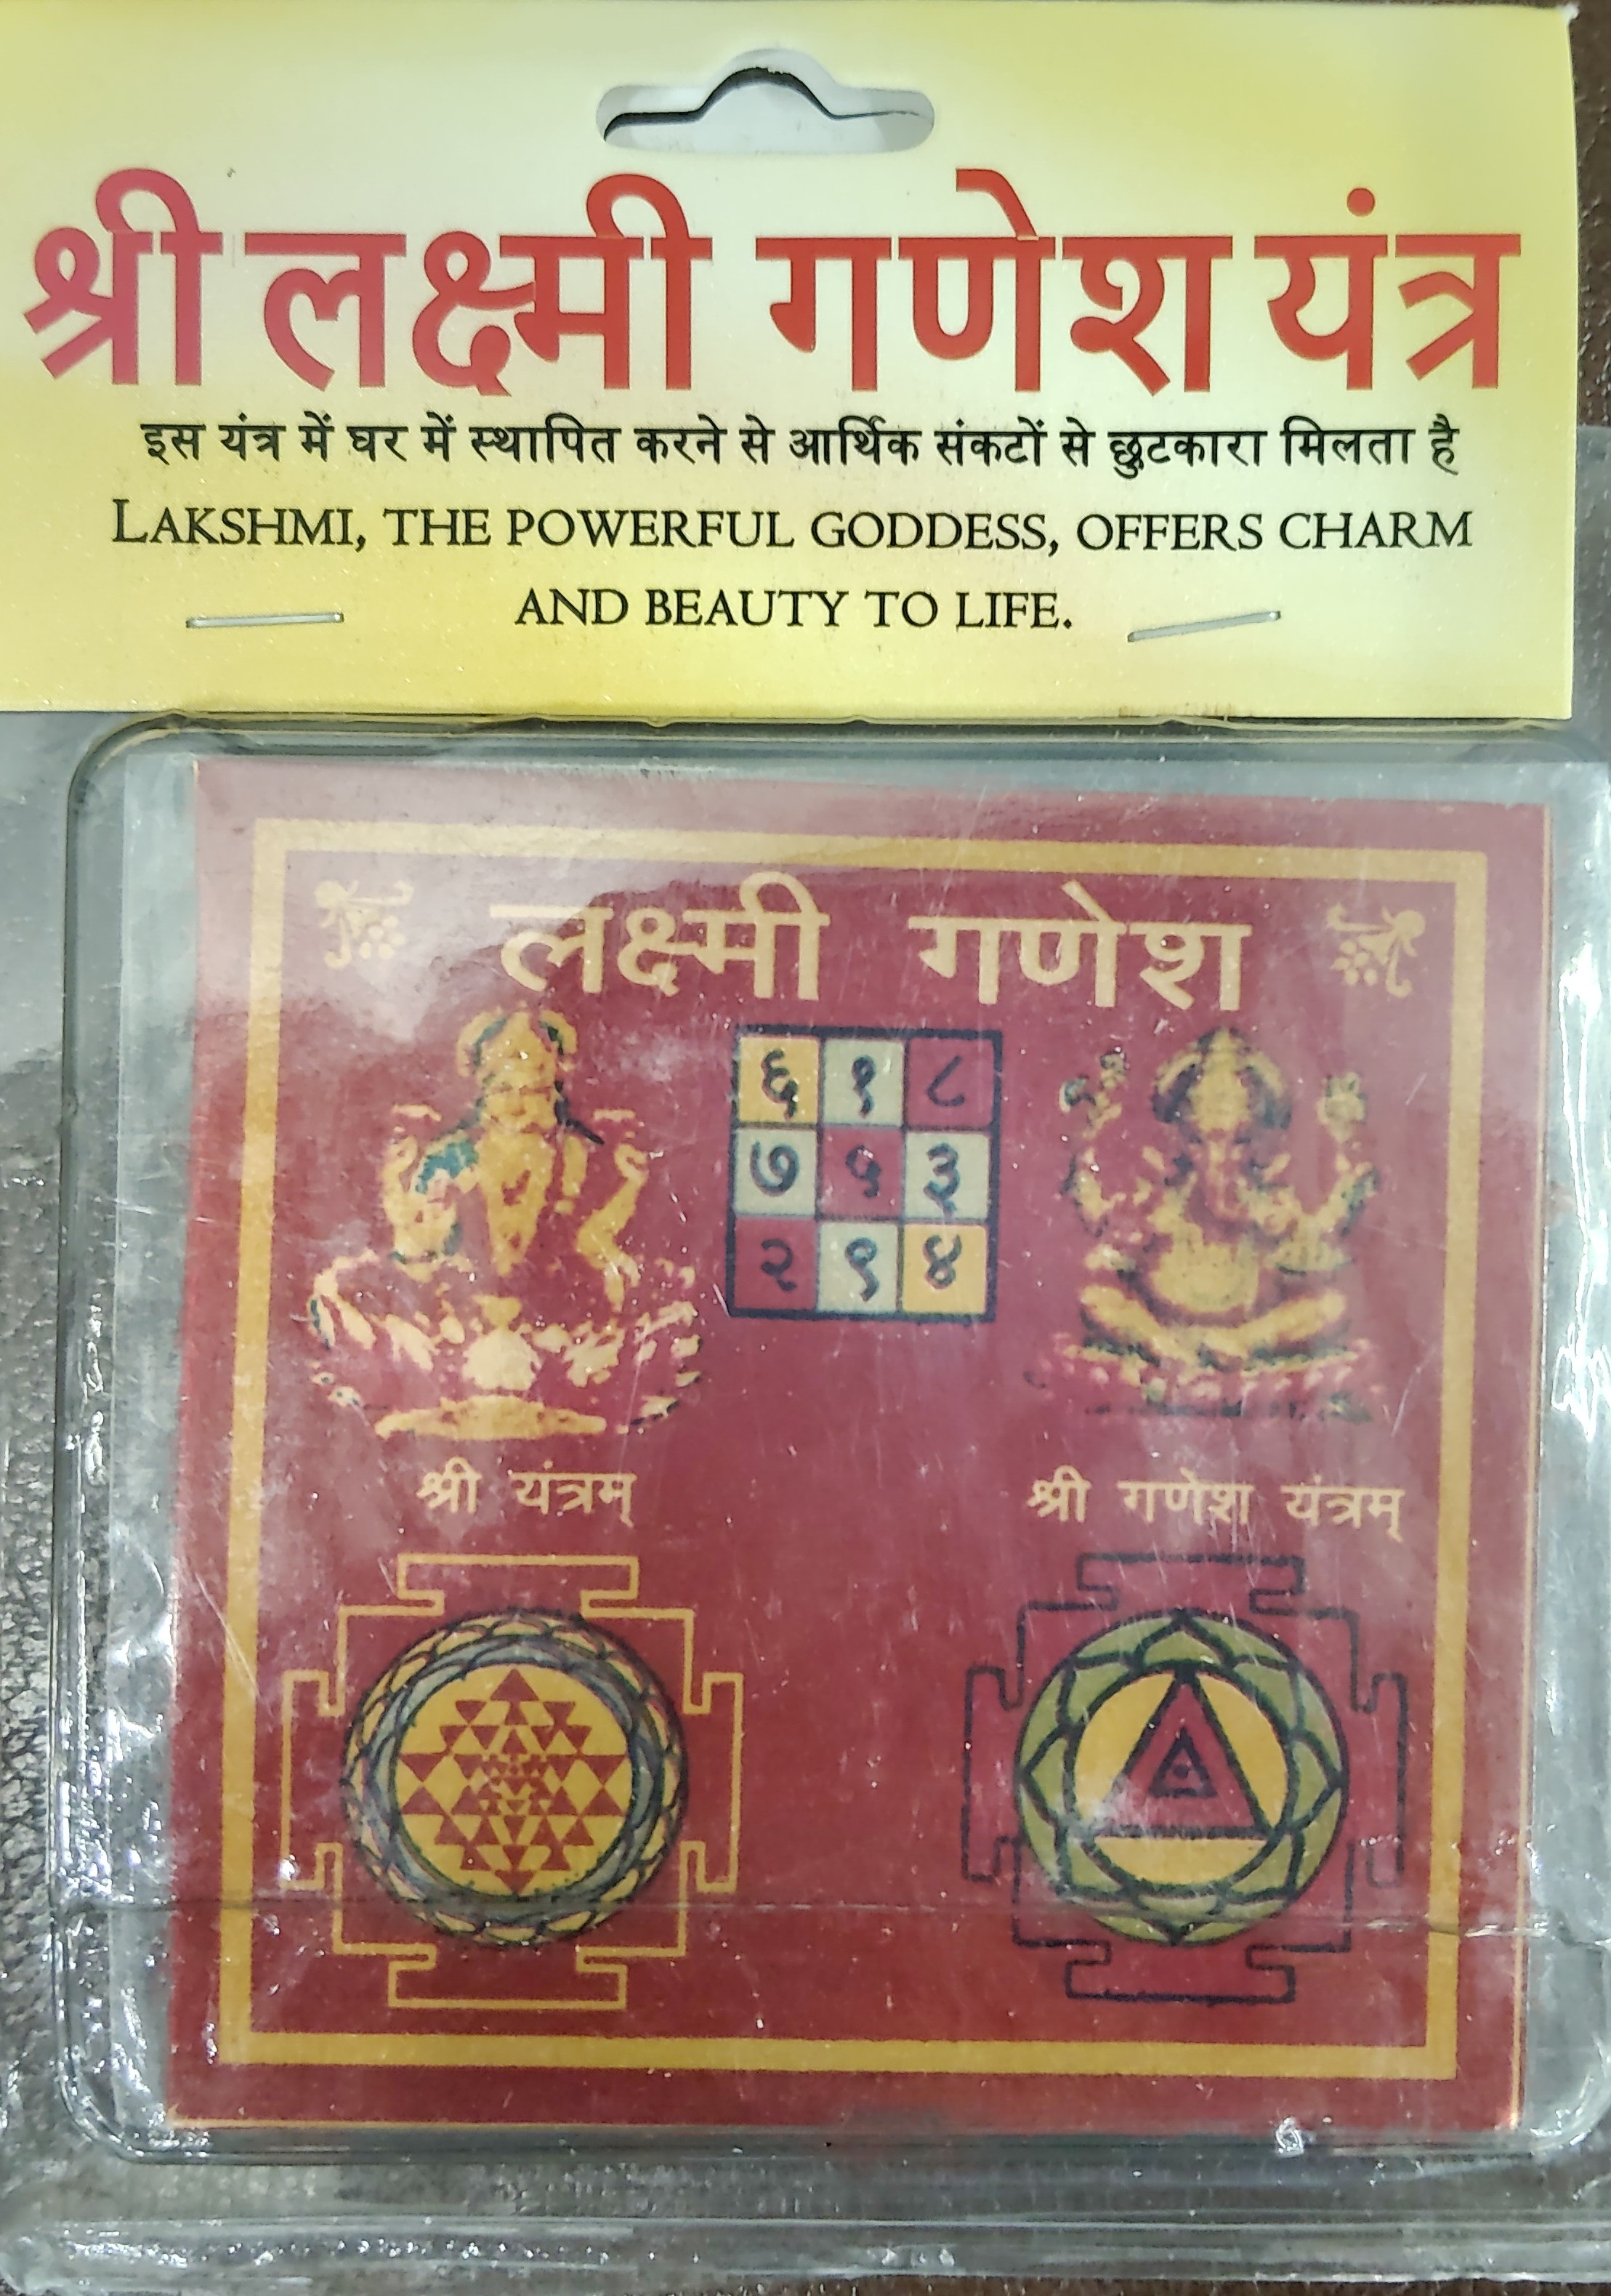 श्री लक्ष्मी गणेश यंत्र
इस यंत्र में घर में स्थापित करने से आर्थिक संकटों से छुटकारा मिलता है
LAKSHMI, THE POWERFUL GODDESS, OFFERS CHARM
AND BEAUTY TO LIFE.
लक्ष्मी गणेश
६ १ ८
७ ५ ३
२ ९ ४
श्री यंत्रम् श्री गणेश यंत्रम्